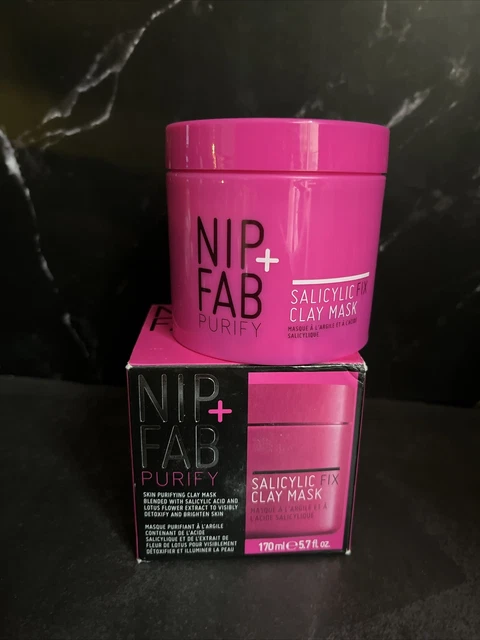 NIP+
FAB
PURIFY
SALICYLIC FIX
CLAY MASK
MASQUE À L'ARGILE ET À L'ACIDE
SALICYLIQUE
NIP+
FAB
PURIFY
SKIN PURIFYING CLAY MASK
BLENDED WITH SALICYLIC ACID AND
LOTUS FLOWER EXTRACT TO VISIBLY
DETOXIFY AND BRIGHTEN SKIN
MASQUE PURIFIANT À L'ARGILE
CONTENANT DE L'ACIDE
SALICYLIQUE ET DE L'EXTRAIT DE
FLEUR DE LOTUS POUR VISIBLEMENT
DÉTOXIFIER ET ILLUMINER LA PEAU
SALICYLIC FIX
CLAY MASK
MASQUE À L'ARGILE ET À
L'ACIDE SALICYLIQUE
170 ml ℮ 5.7 fl. oz.